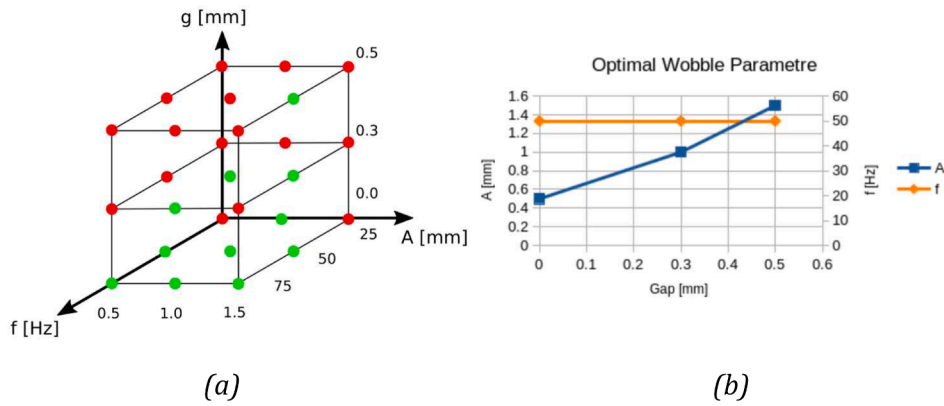 g [mm]
0.5
0.3
0.0
A [mm]
25
50
75
0.5 1.0 1.5
f [Hz]
(a)
Optimal Wobble Parametre
1.6 60
1.4 50
1.2
1 40
0.8 30
0.6 20
0.4
0.2 10
0 0
A [mm]
f [Hz]
A
f
0 0.1 0.2 0.3 0.4 0.5 0.6
Gap [mm]
(b)